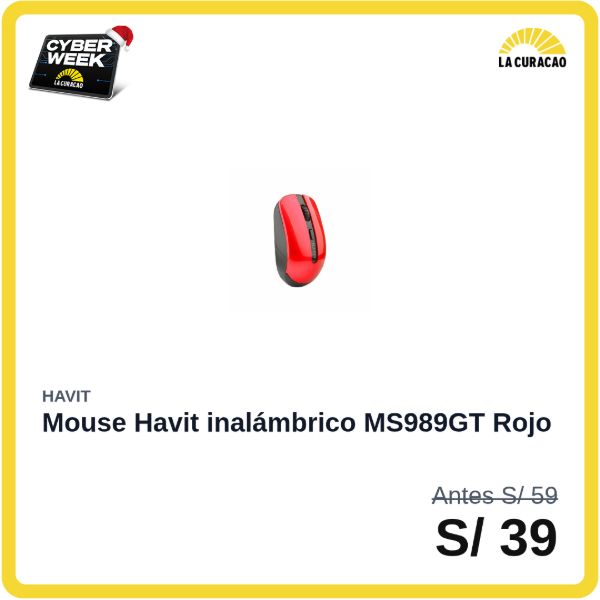 CYBER
WEEK
LA CURACAO
LA CURACAO
HAVIT
Mouse Havit inalámbrico MS989GT Rojo
Antes S/ 59
S/ 39